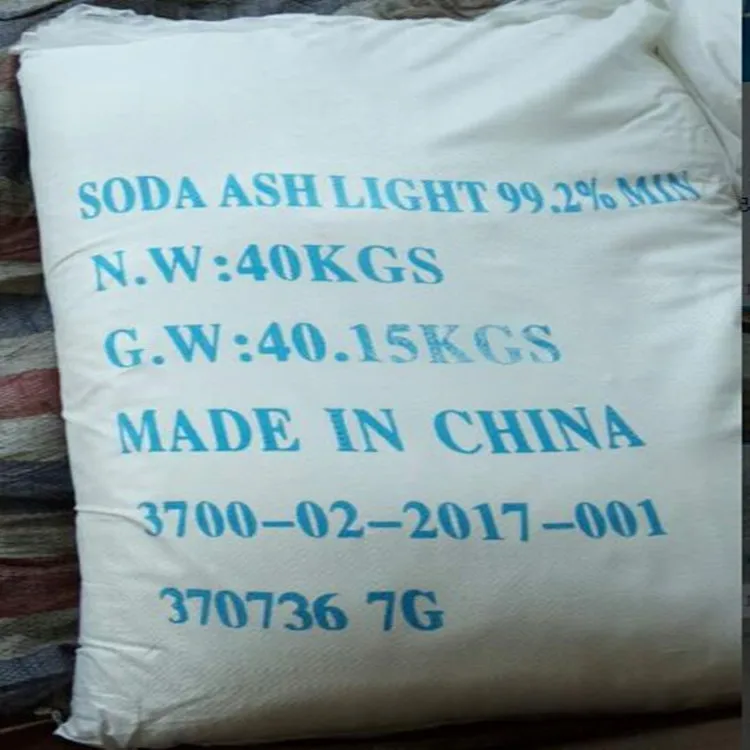 SODA ASH LIGHT 99.2% MIN
N.W:40KGS
G.W:40.15KGS
MADE IN CHINA
3700-02-2017-001
370736 7G